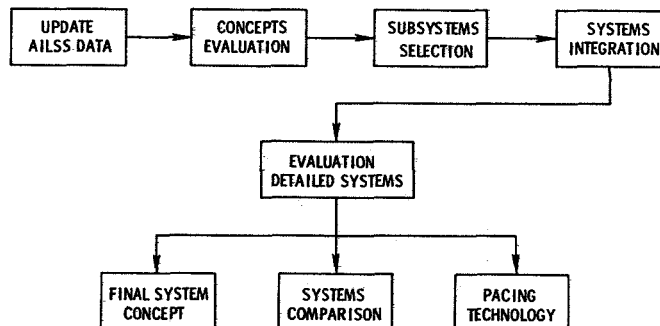 UPDATE
AILSS DATA
CONCEPTS
EVALUATION
SUBSYSTEMS
SELECTION
SYSTEMS
INTEGRATION
EVALUATION
DETAILED SYSTEMS
FINAL SYSTEM
CONCEPT
SYSTEMS
COMPARISON
PACING
TECHNOLOGY